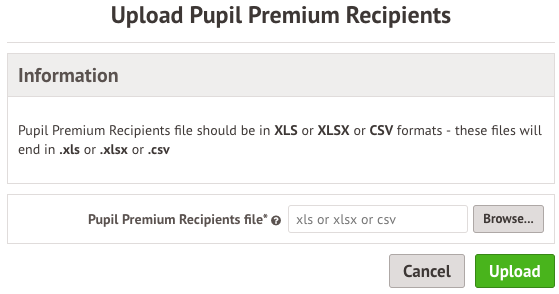 Upload Pupil Premium Recipients
Information
Pupil Premium Recipients file should be in XLS or XLSX or CSV formats - these files will
end in .xls or .xlsx or .csv
Pupil Premium Recipients file* ? xls or xlsx or csv Browse...
Cancel Upload